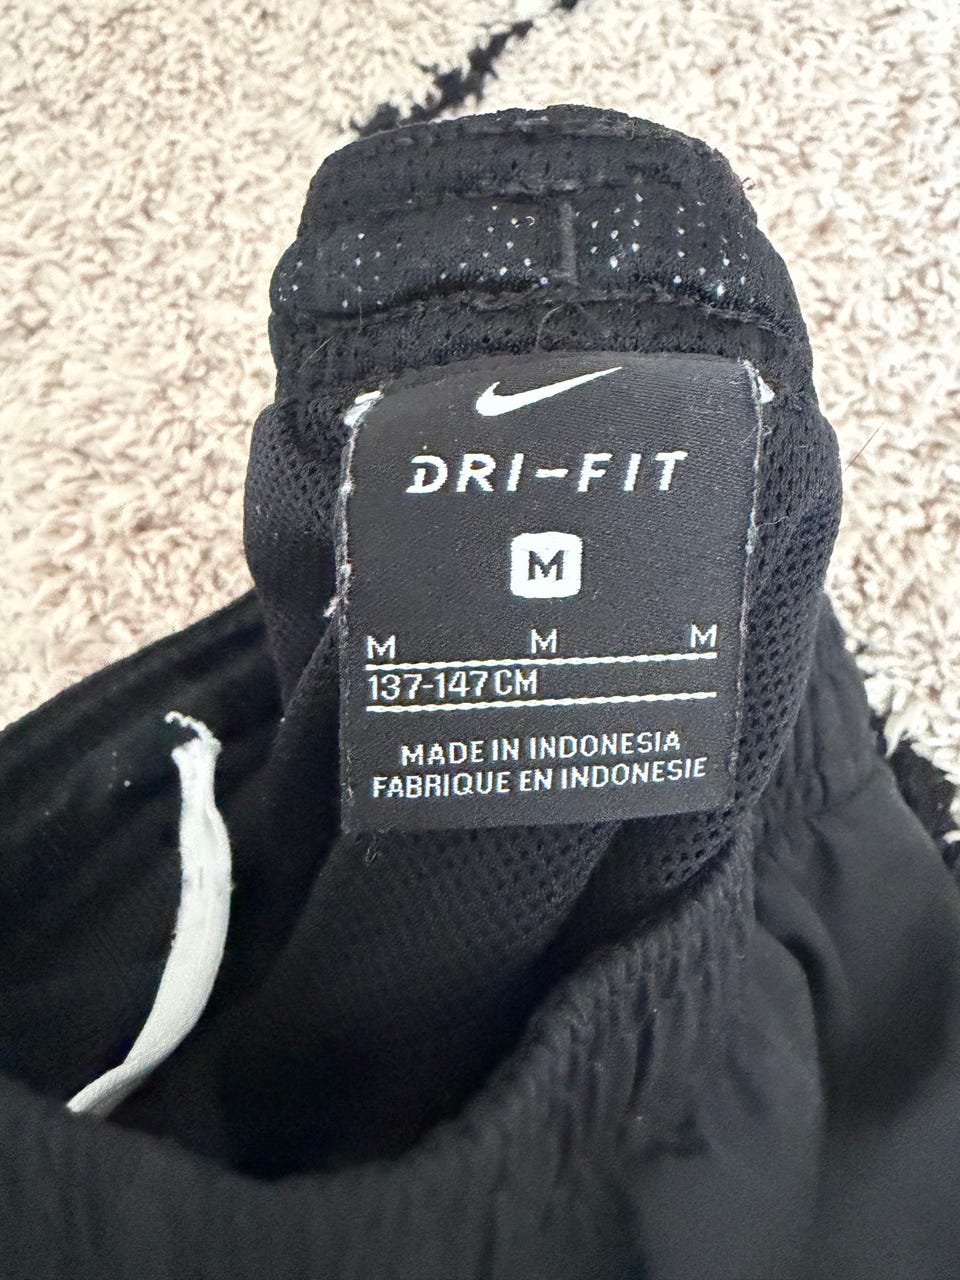 DRI-FIT
M
M M M
137-147CM
MADE IN INDONESIA
FABRIQUE EN INDONESIE